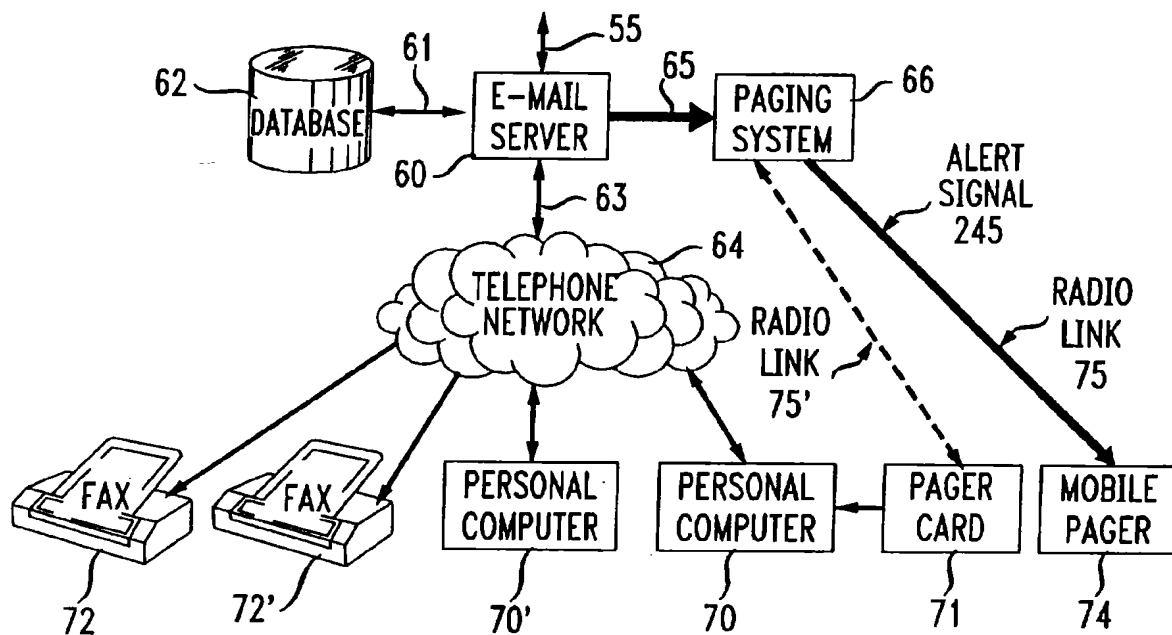 55
61
62
DATABASE
E-MAIL
SERVER
60
65
PAGING
SYSTEM
66
ALERT
SIGNAL
245
63
64
TELEPHONE
NETWORK
RADIO
LINK
75'
RADIO
LINK
75
FAX
FAX
PERSONAL
COMPUTER
PERSONAL
COMPUTER
PAGER
CARD
MOBILE
PAGER
72
72'
70'
70
71
74